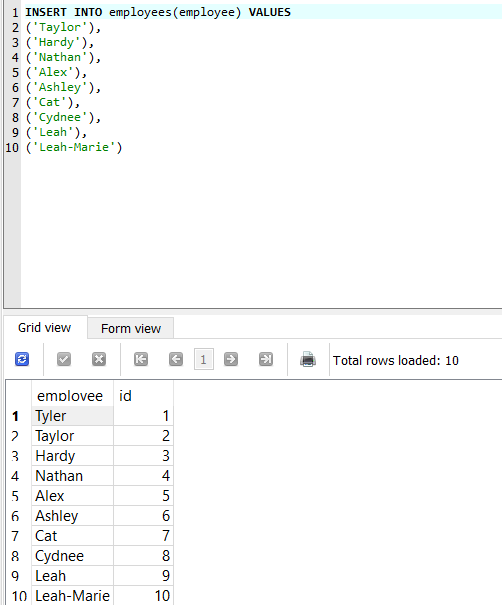 1 INSERT INTO employees(employee) VALUES
2 ('Taylor'),
3 ('Hardy'),
4 ('Nathan'),
5 ('Alex'),
6 ('Ashley'),
7 ('Cat'),
8 ('Cydnee'),
9 ('Leah'),
10 ('Leah-Marie')
Grid view Form view
1 Total rows loaded: 10
employee id
1 Tyler 1
2 Taylor 2
3 Hardy 3
4 Nathan 4
5 Alex 5
6 Ashley 6
7 Cat 7
8 Cydnee 8
9 Leah 9
10 Leah-Marie 10